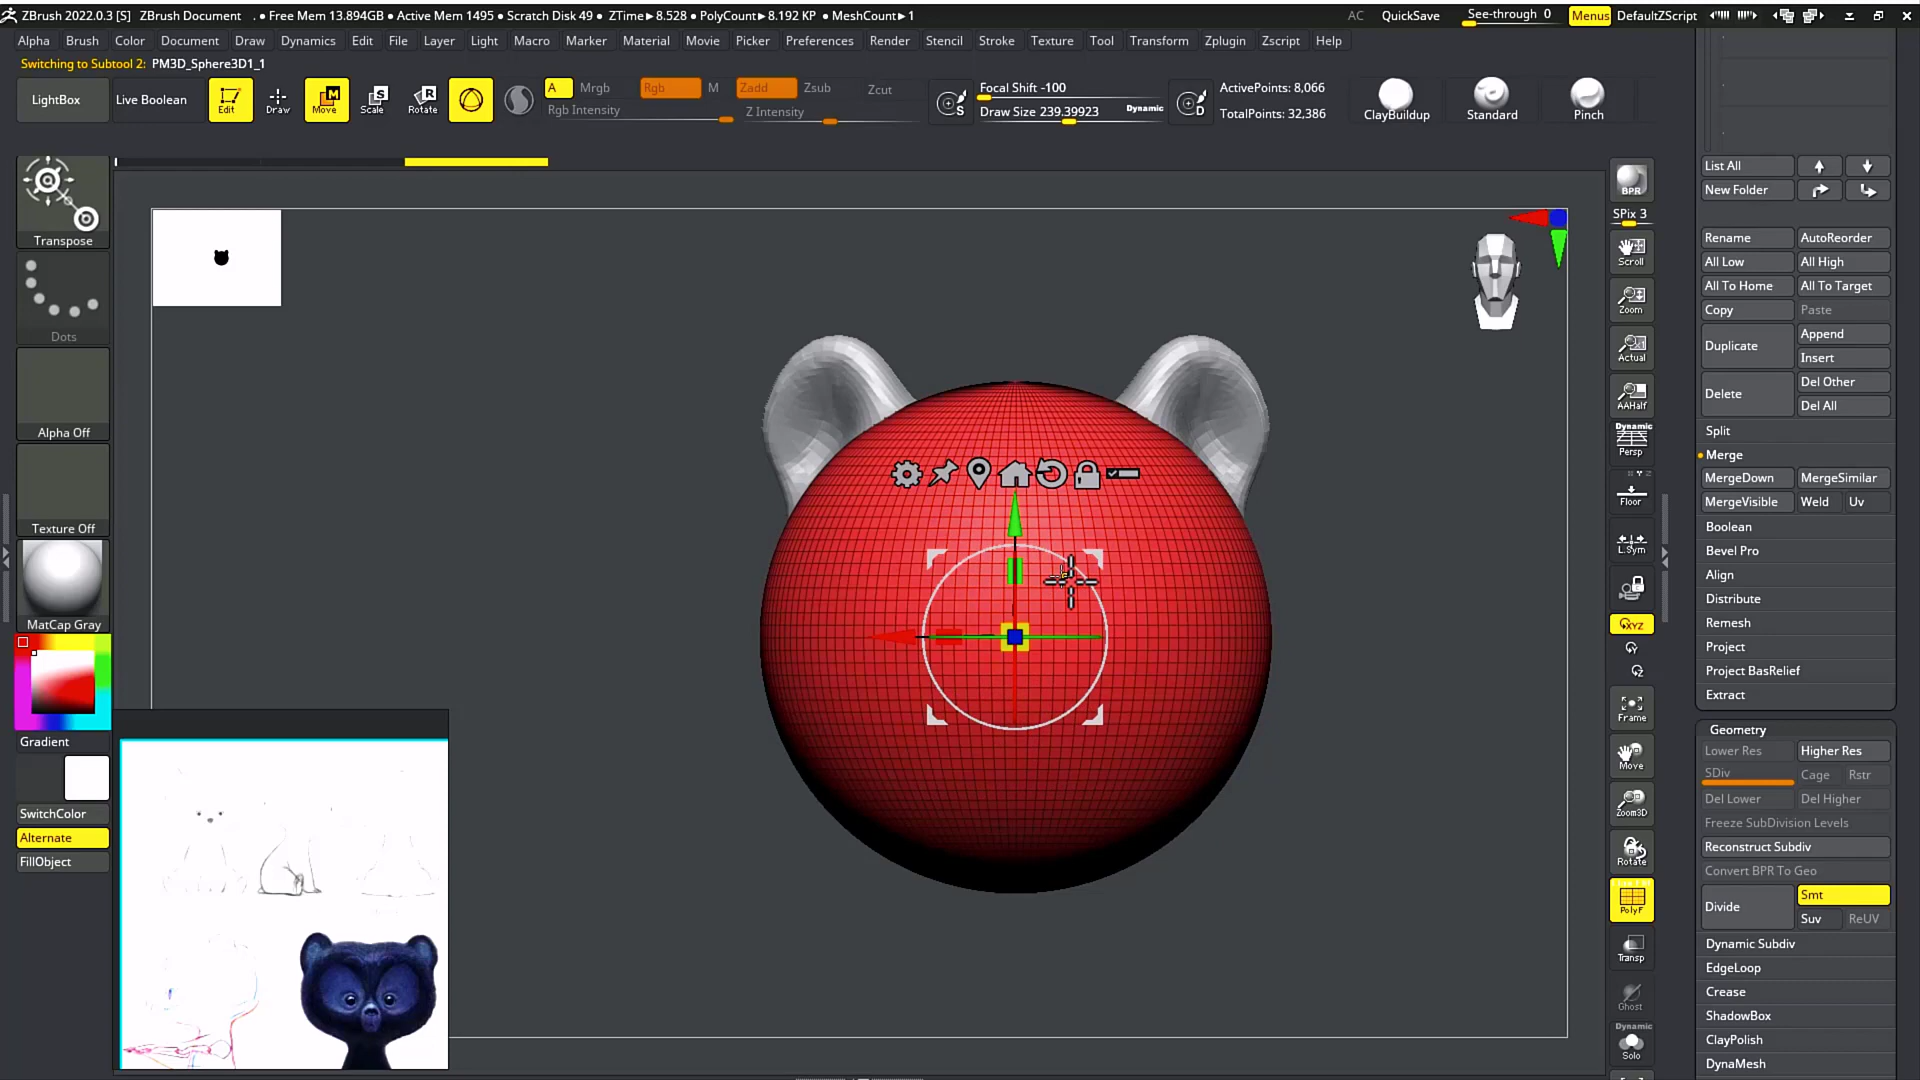 ZBrush 2022.0.3 [S] ZBrush Document . • Free Mem 13.894GB • Active Mem 1495 • Scratch Disk 49 • ZTime►8.528 • PolyCount►8.192 KP • MeshCount►1 AC QuickSave See-through 0 Menus DefaultZScript
Alpha Brush Color Document Draw Dynamics Edit File Layer Light Macro Marker Material Movie Picker Preferences Render Stencil Stroke Texture Tool Transform Zplugin Zscript Help
Switching to Subtool 2: PM3D_Sphere3D1_1
LightBox Live Boolean Edit Draw Move Scale Rotate
A Mrgb Rgb M Zadd Zsub Zcut
Rgb Intensity Z Intensity
S Focal Shift -100
Draw Size 239.39923 Dynamic D
ActivePoints: 8,066
TotalPoints: 32,386
ClayBuildup Standard Pinch
Transpose
Dots
Alpha Off
Texture Off
MatCap Gray
Gradient
SwitchColor
Alternate
FillObject
BPR
SPix 3
Scroll
Zoom
Actual
AAHalf
Dynamic
Persp
Floor
L.Sym
XYZ
Frame
Move
Zoom3D
Rotate
PolyF
Transp
Ghost
Dynamic
Solo
List All
New Folder
Rename AutoReorder
All Low All High
All To Home All To Target
Copy Paste
Duplicate Append
Insert
Delete Del Other
Del All
Split
Merge
MergeDown MergeSimilar
MergeVisible Weld Uv
Boolean
Bevel Pro
Align
Distribute
Remesh
Project
Project BasRelief
Extract
Geometry
Lower Res Higher Res
SDiv Cage Rstr
Del Lower Del Higher
Freeze SubDivision Levels
Reconstruct Subdiv
Convert BPR To Geo
Divide Smt
Suv ReUV
Dynamic Subdiv
EdgeLoop
Crease
ShadowBox
ClayPolish
DynaMesh